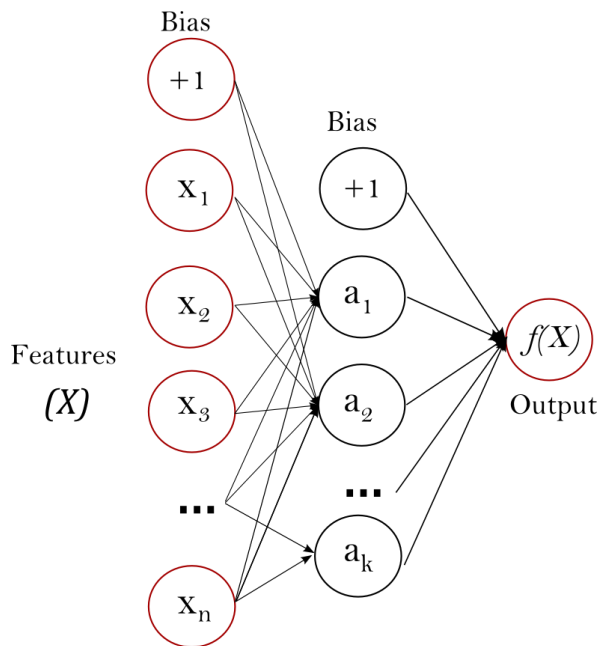 Bias
+1
Bias
x₁
+1
x₂
a₁
f(X)
Features
(X)
x₃
a₂
Output
...
...
aₖ
xₙ